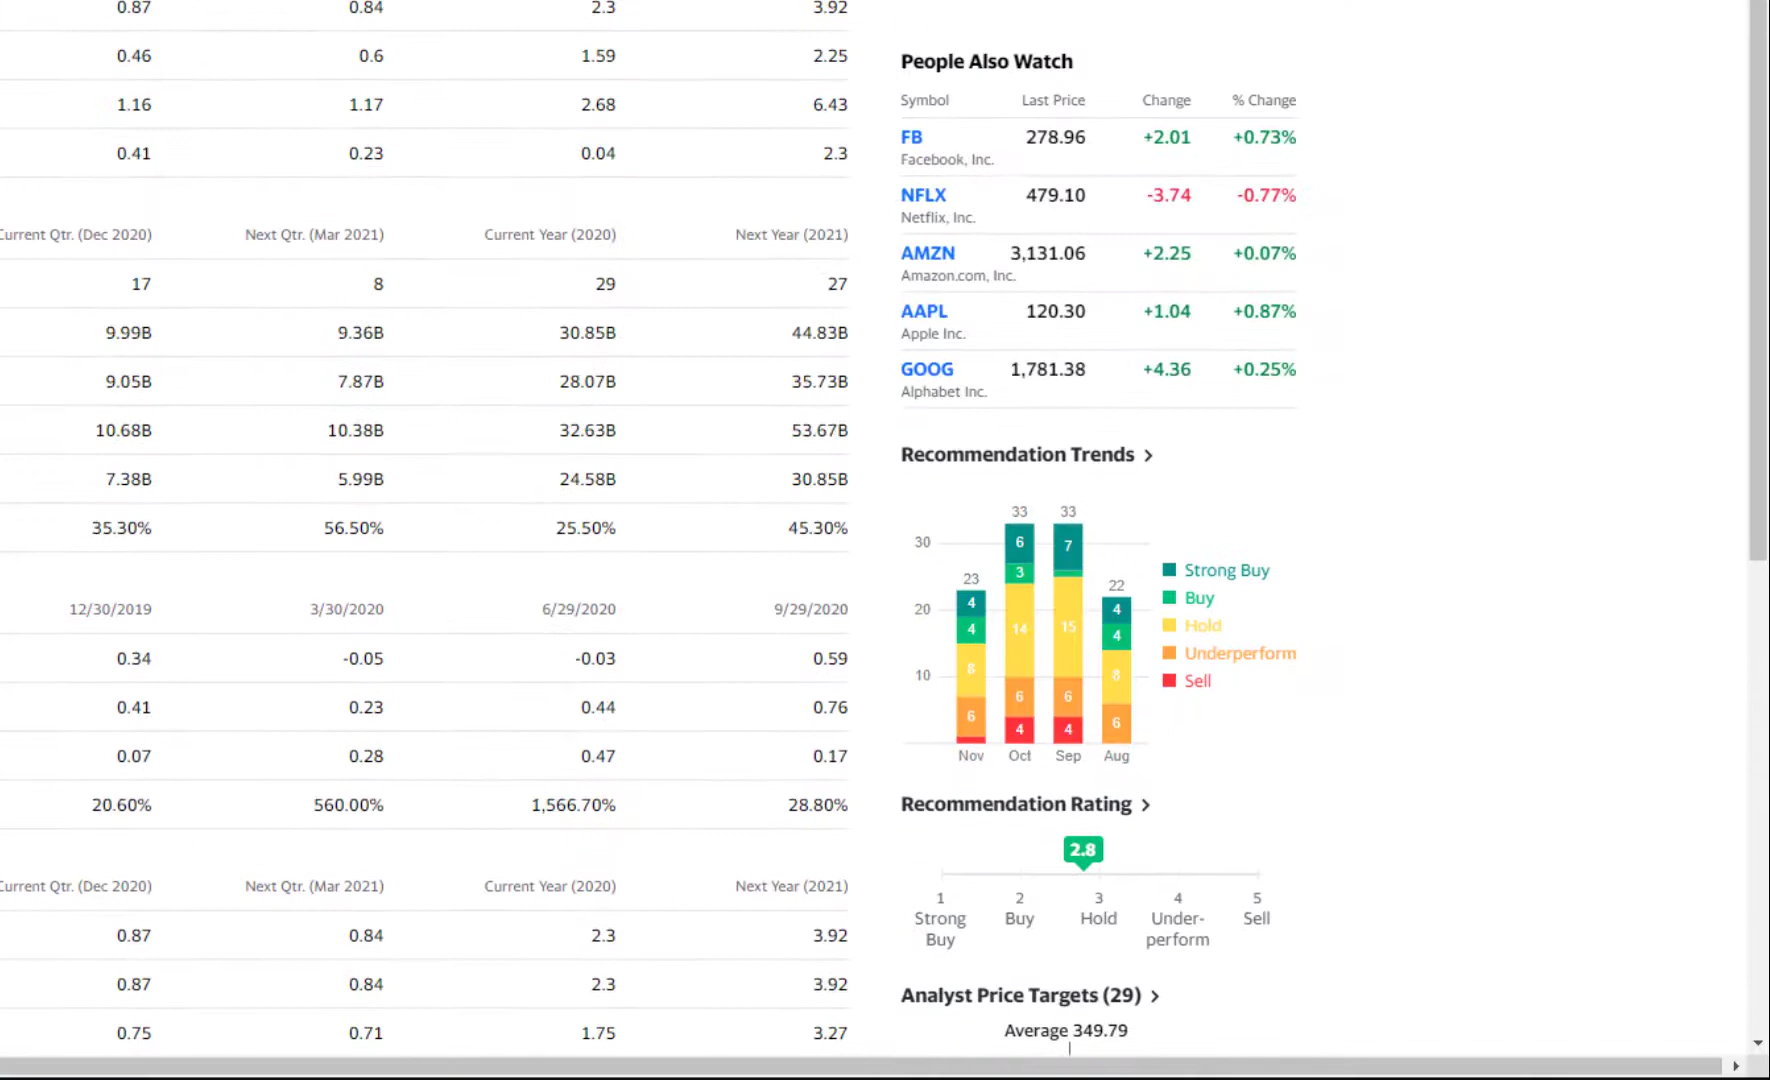 0.87 0.84 2.3 3.92
0.46 0.6 1.59 2.25
1.16 1.17 2.68 6.43
0.41 0.23 0.04 2.3
Current Qtr. (Dec 2020) Next Qtr. (Mar 2021) Current Year (2020) Next Year (2021)
17 8 29 27
9.99B 9.36B 30.85B 44.83B
9.05B 7.87B 28.07B 35.73B
10.68B 10.38B 32.63B 53.67B
7.38B 5.99B 24.58B 30.85B
35.30% 56.50% 25.50% 45.30%
12/30/2019 3/30/2020 6/29/2020 9/29/2020
0.34 -0.05 -0.03 0.59
0.41 0.23 0.44 0.76
0.07 0.28 0.47 0.17
20.60% 560.00% 1,566.70% 28.80%
Current Qtr. (Dec 2020) Next Qtr. (Mar 2021) Current Year (2020) Next Year (2021)
0.87 0.84 2.3 3.92
0.87 0.84 2.3 3.92
0.75 0.71 1.75 3.27
People Also Watch
Symbol Last Price Change % Change
FB 278.96 +2.01 +0.73%
Facebook, Inc.
NFLX 479.10 -3.74 -0.77%
Netflix, Inc.
AMZN 3,131.06 +2.25 +0.07%
Amazon.com, Inc.
AAPL 120.30 +1.04 +0.87%
Apple Inc.
GOOG 1,781.38 +4.36 +0.25%
Alphabet Inc.
Recommendation Trends >
33 33
30 6 7
3
23 22
20 4 4
4 14 15 4
10 8 8
6 6 6 6
4 4
Nov Oct Sep Aug
Strong Buy
Buy
Hold
Underperform
Sell
Recommendation Rating >
2.8
1 2 3 4 5
Strong Buy Hold Under- Sell
Buy perform
Analyst Price Targets (29) >
Average 349.79